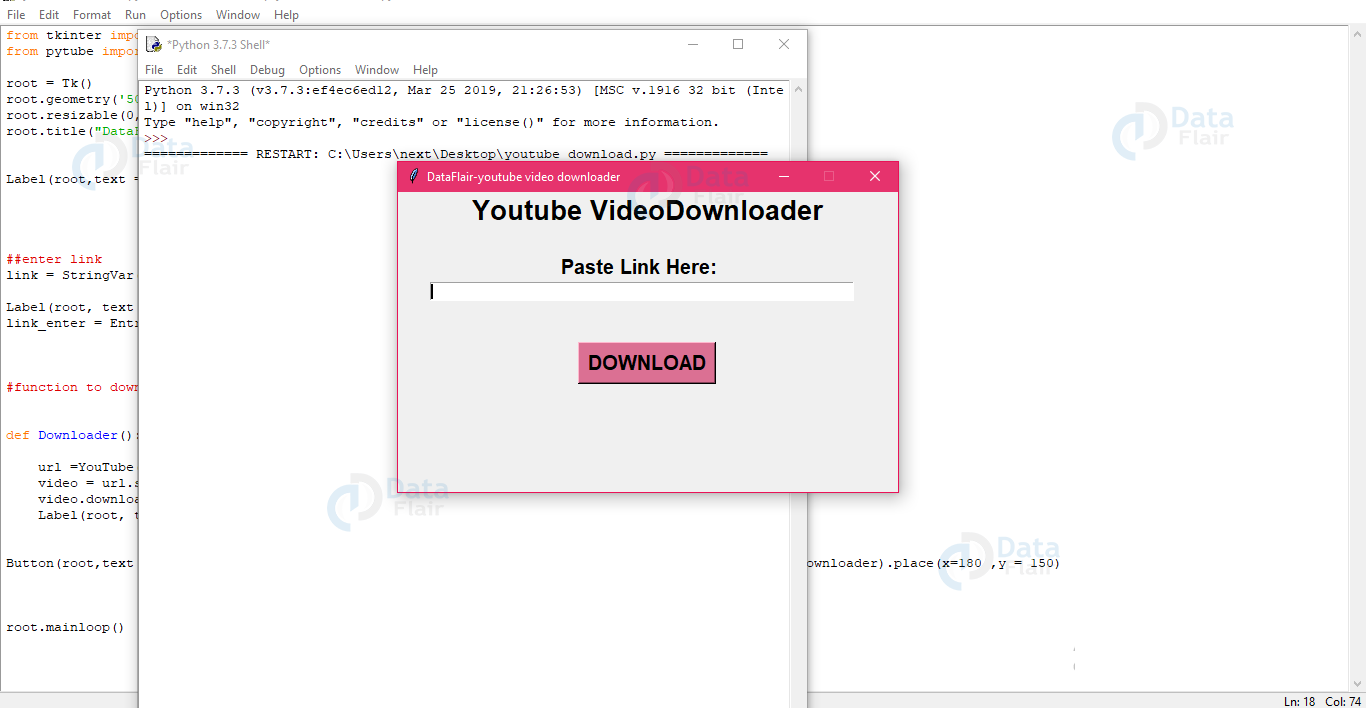 File Edit Format Run Options Window Help
from tkinter impo
from pytube impor
root = Tk()
root.geometry('50
root.resizable(0,
root.title("DataF
Label(root,text =
##enter link
link = StringVar
Label(root, text
link_enter = Entr
#function to down
def Downloader():
url =YouTube
video = url.s
video.downloa
Label(root, t
Button(root,text
ownloader).place(x=180 ,y = 150)
root.mainloop()
*Python 3.7.3 Shell*
File Edit Shell Debug Options Window Help
Python 3.7.3 (v3.7.3:ef4ec6ed12, Mar 25 2019, 21:26:53) [MSC v.1916 32 bit (Inte
l)] on win32
Type "help", "copyright", "credits" or "license()" for more information.
>>>
============= RESTART: C:\Users\next\Desktop\youtube download.py =============
DataFlair-youtube video downloader
Youtube VideoDownloader
Paste Link Here:
DOWNLOAD
Data
Flair
Data
Flair
Data
Flair
Data
Flair
Data
Flair
Ln: 18 Col: 74